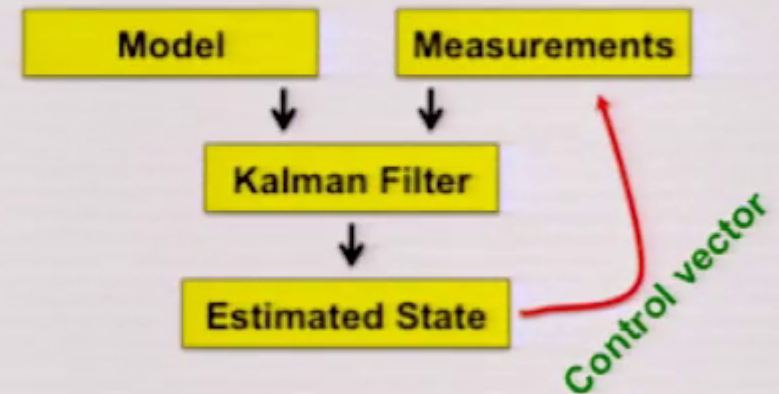 Model
Measurements
Kalman Filter
Estimated State
Control vector